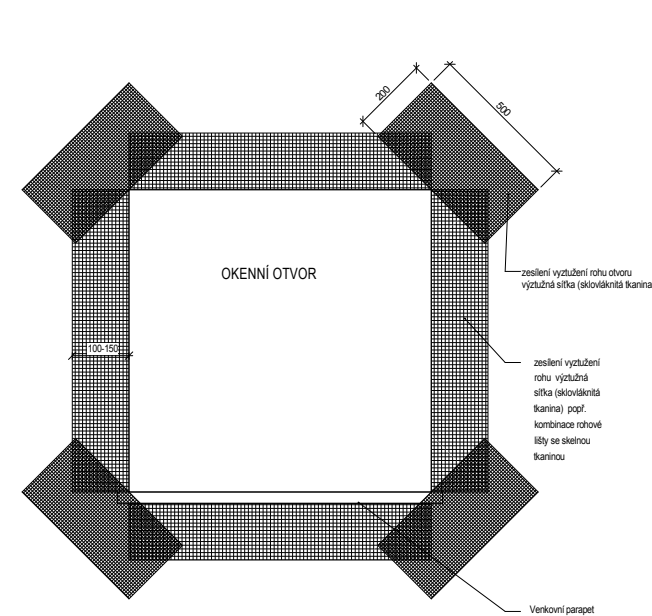 200
500
OKENNÍ OTVOR
zesílení vyztužení rohu otvoru
výztužná síťka (sklovláknitá tkanina
100-150
zesílení vyztužení
rohu výztužná
síťka (sklovláknitá
tkanina) popř.
kombinace rohové
lišty se skelnou
tkaninou
Venkovní parapet